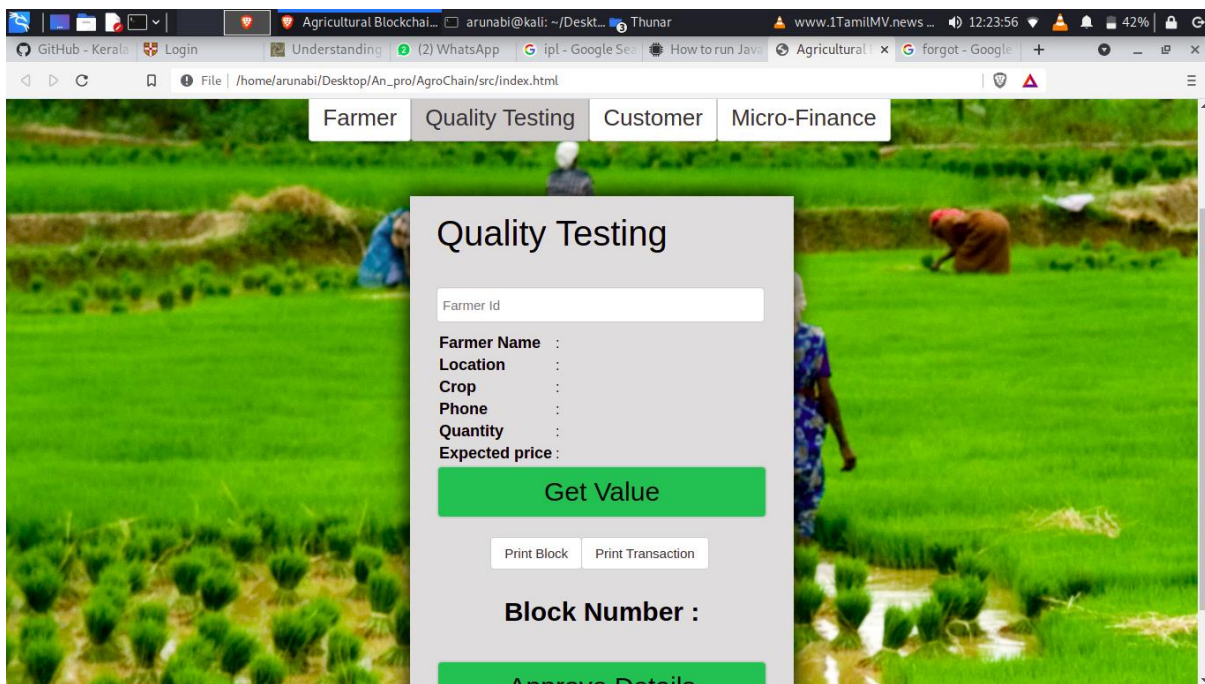 Agricultural Blockchai...
arunabi@kali: ~/Deskt...
3
Thunar
www.1TamilMV.news ...
12:23:56
42%
G
GitHub - Kerala
Login
Understanding
(2) WhatsApp
ipl - Google Sea
How to run Java
Agricultural
forgot - Google
File
/home/arunabi/Desktop/An_pro/AgroChain/src/index.html
Farmer
Quality Testing
Customer
Micro-Finance
Quality Testing
Farmer Id
Farmer Name :
Location :
Crop :
Phone :
Quantity :
Expected price :
Get Value
Print Block
Print Transaction
Block Number :
Approve Details